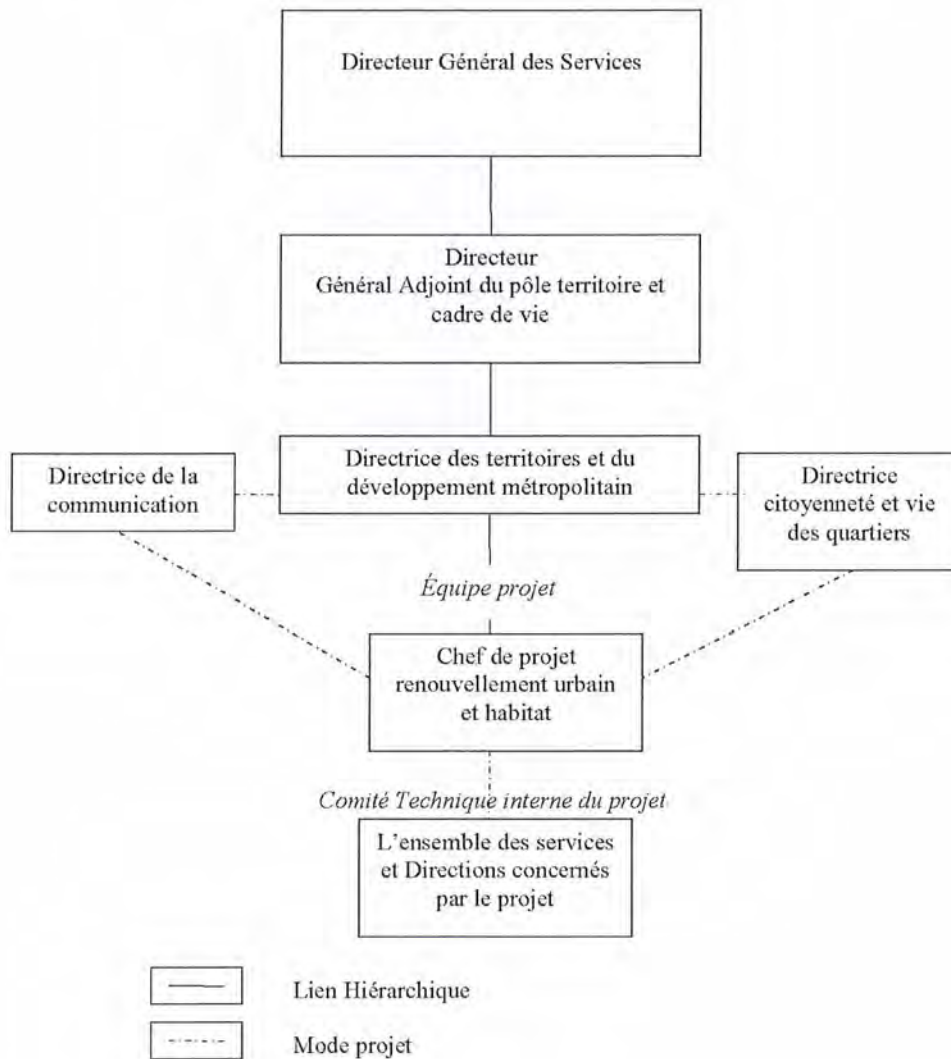 Directeur Général des Services
Directeur
Général Adjoint du pôle territoire et
cadre de vie
Directrice de la
communication
Directrice des territoires et du
développement métropolitain
Directrice
citoyenneté et vie
des quartiers
Équipe projet
Chef de projet
renouvellement urbain
et habitat
Comité Technique interne du projet
L'ensemble des services
et Directions concernés
par le projet
Lien Hiérarchique
Mode projet